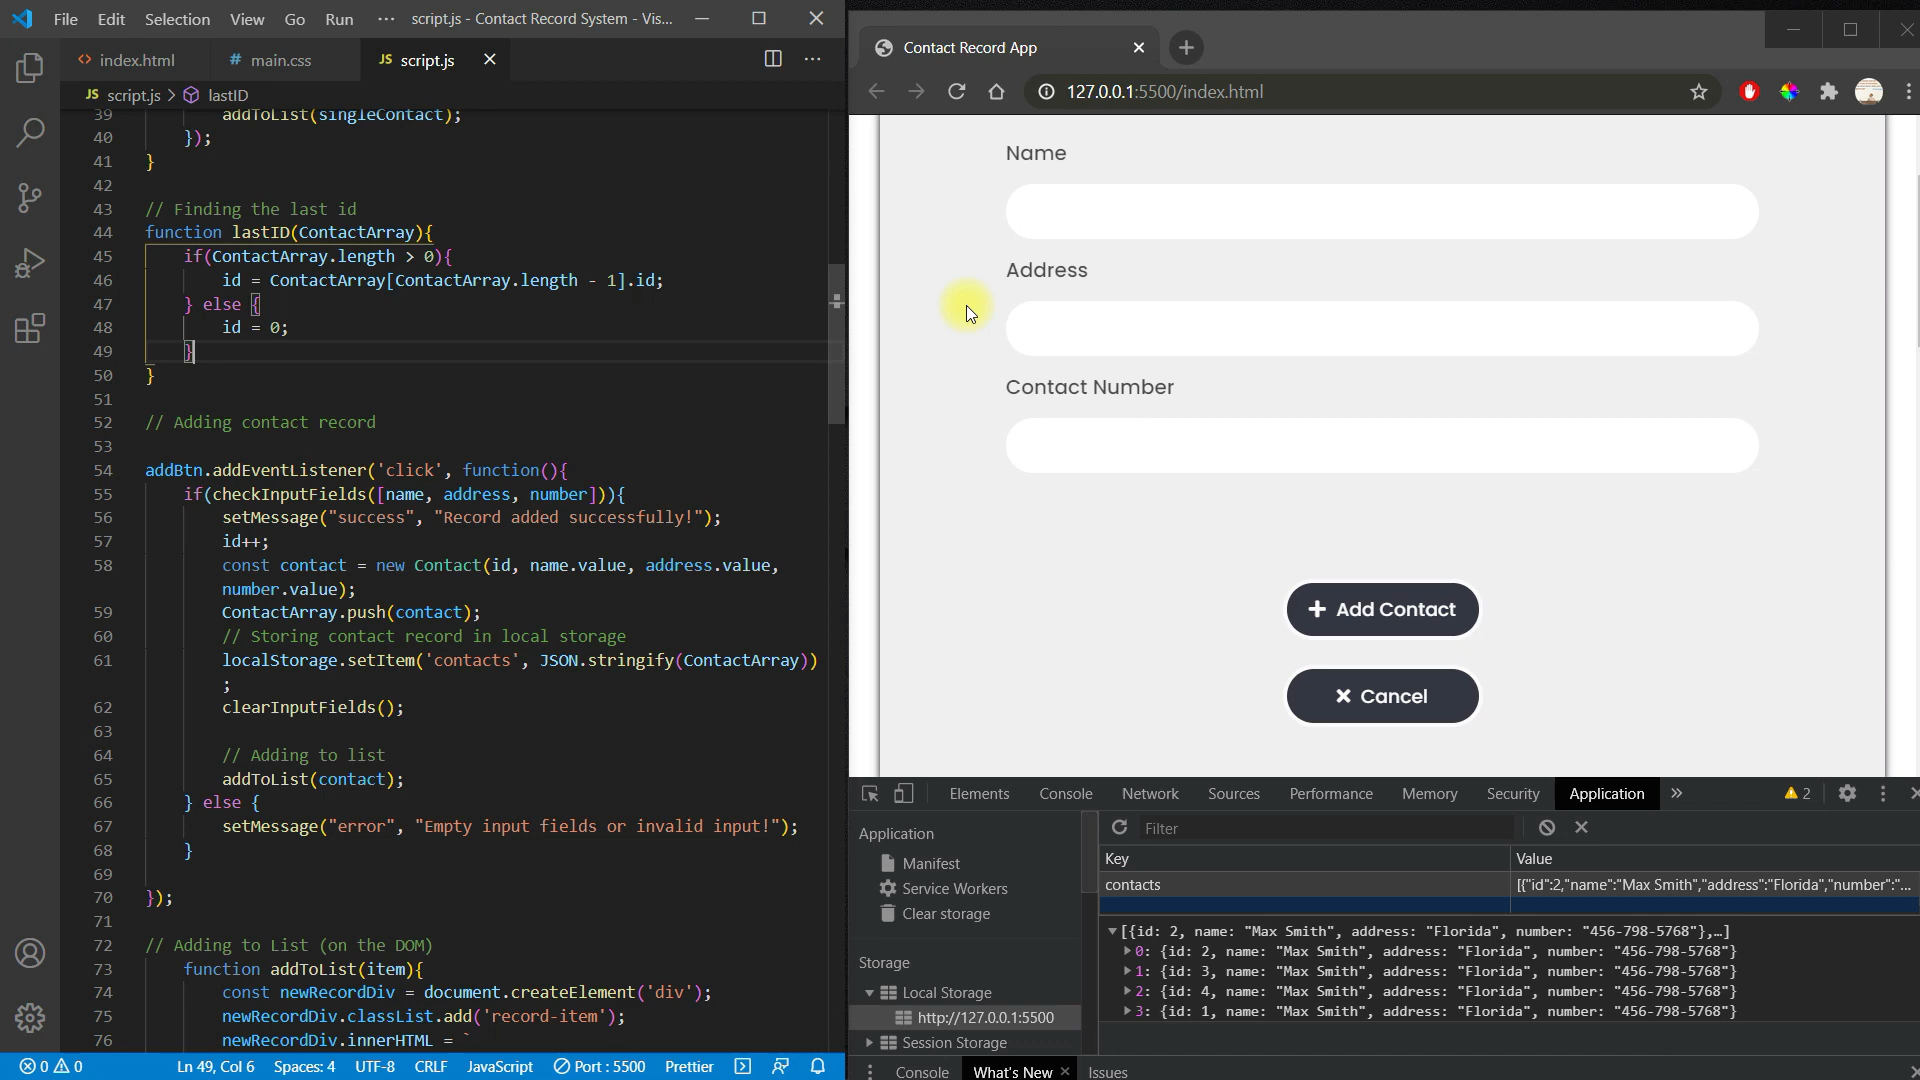 File Edit Selection View Go Run ··· script.js - Contact Record System - Vis...
index.html # main.css JS script.js
JS script.js > lastID
39 addToList(singleContact);
40 });
41 }
42
43 // Finding the last id
44 function lastID(ContactArray){
45 if(ContactArray.length > 0){
46 id = ContactArray[ContactArray.length - 1].id;
47 } else {
48 id = 0;
49 }
50 }
51
52 // Adding contact record
53
54 addBtn.addEventListener('click', function(){
55 if(checkInputFields([name, address, number])){
56 setMessage("success", "Record added successfully!");
57 id++;
58 const contact = new Contact(id, name.value, address.value,
number.value);
59 ContactArray.push(contact);
60 // Storing contact record in local storage
61 localStorage.setItem('contacts', JSON.stringify(ContactArray))
;
62 clearInputFields();
63
64 // Adding to list
65 addToList(contact);
66 } else {
67 setMessage("error", "Empty input fields or invalid input!");
68 }
69
70 });
71
72 // Adding to List (on the DOM)
73 function addToList(item){
74 const newRecordDiv = document.createElement('div');
75 newRecordDiv.classList.add('record-item');
76 newRecordDiv.innerHTML = `
0 0 Ln 49, Col 6 Spaces: 4 UTF-8 CRLF JavaScript Port : 5500 Prettier
Contact Record App
127.0.0.1:5500/index.html
Name
Address
Contact Number
Add Contact
Cancel
Elements Console Network Sources Performance Memory Security Application » 2
Application
Manifest
Service Workers
Clear storage
Storage
Local Storage
http://127.0.0.1:5500
Session Storage
Filter
Key Value
contacts [{"id":2,"name":"Max Smith","address":"Florida","number":"...
[{id: 2, name: "Max Smith", address: "Florida", number: "456-798-5768"},…]
0: {id: 2, name: "Max Smith", address: "Florida", number: "456-798-5768"}
1: {id: 3, name: "Max Smith", address: "Florida", number: "456-798-5768"}
2: {id: 4, name: "Max Smith", address: "Florida", number: "456-798-5768"}
3: {id: 1, name: "Max Smith", address: "Florida", number: "456-798-5768"}
Console What's New Issues